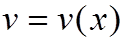 v = v(x)